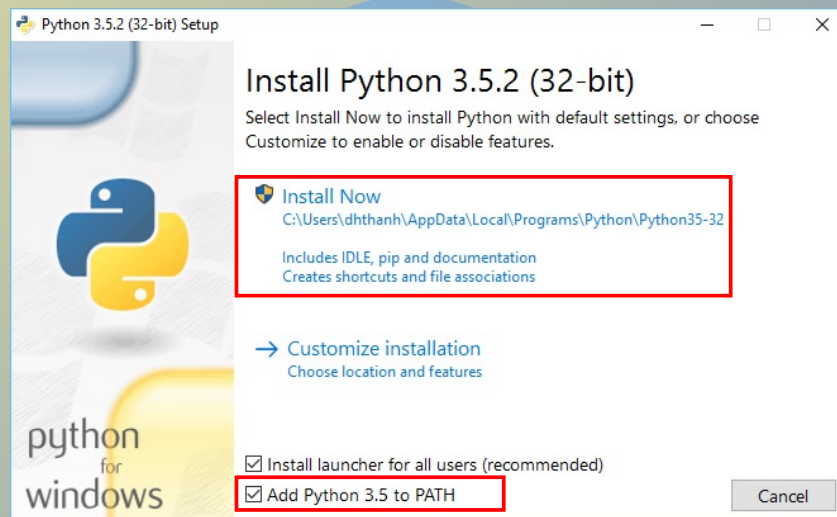 Python 3.5.2 (32-bit) Setup
Install Python 3.5.2 (32-bit)
Select Install Now to install Python with default settings, or choose
Customize to enable or disable features.
Install Now
C:\Users\dhthanh\AppData\Local\Programs\Python\Python35-32
Includes IDLE, pip and documentation
Creates shortcuts and file associations
Customize installation
Choose location and features
python
for
windows
Install launcher for all users (recommended)
Add Python 3.5 to PATH
Cancel